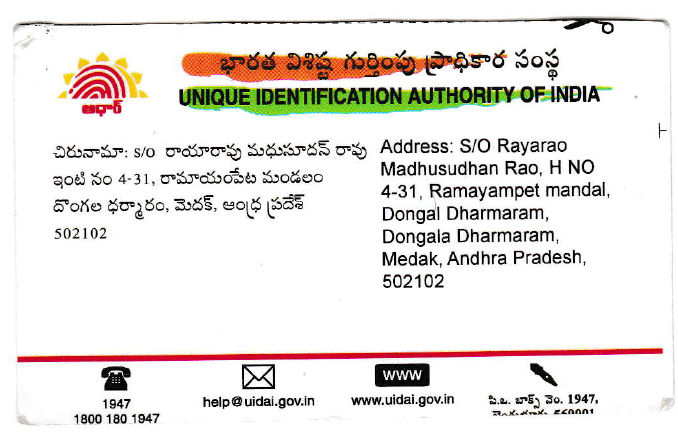 భారత విశిష్ట గుర్తింపు ప్రాధికార సంస్థ
UNIQUE IDENTIFICATION AUTHORITY OF INDIA
ఆధార్
చిరునామా: S/O రాయారావు మధుసూదన్ రావు
ఇంటి నం 4-31, రామాయంపేట మండలం
దొంగల ధర్మారం, మెదక్, ఆంధ్ర ప్రదేశ్
502102
Address: S/O Rayarao
Madhusudhan Rao, H NO
4-31, Ramayampet mandal,
Dongal Dharmaram,
Dongala Dharmaram,
Medak, Andhra Pradesh,
502102
1947
1800 180 1947
help@uidai.gov.in
www
www.uidai.gov.in
పి.ఒ. బాక్స్ నెం. 1947,
560001